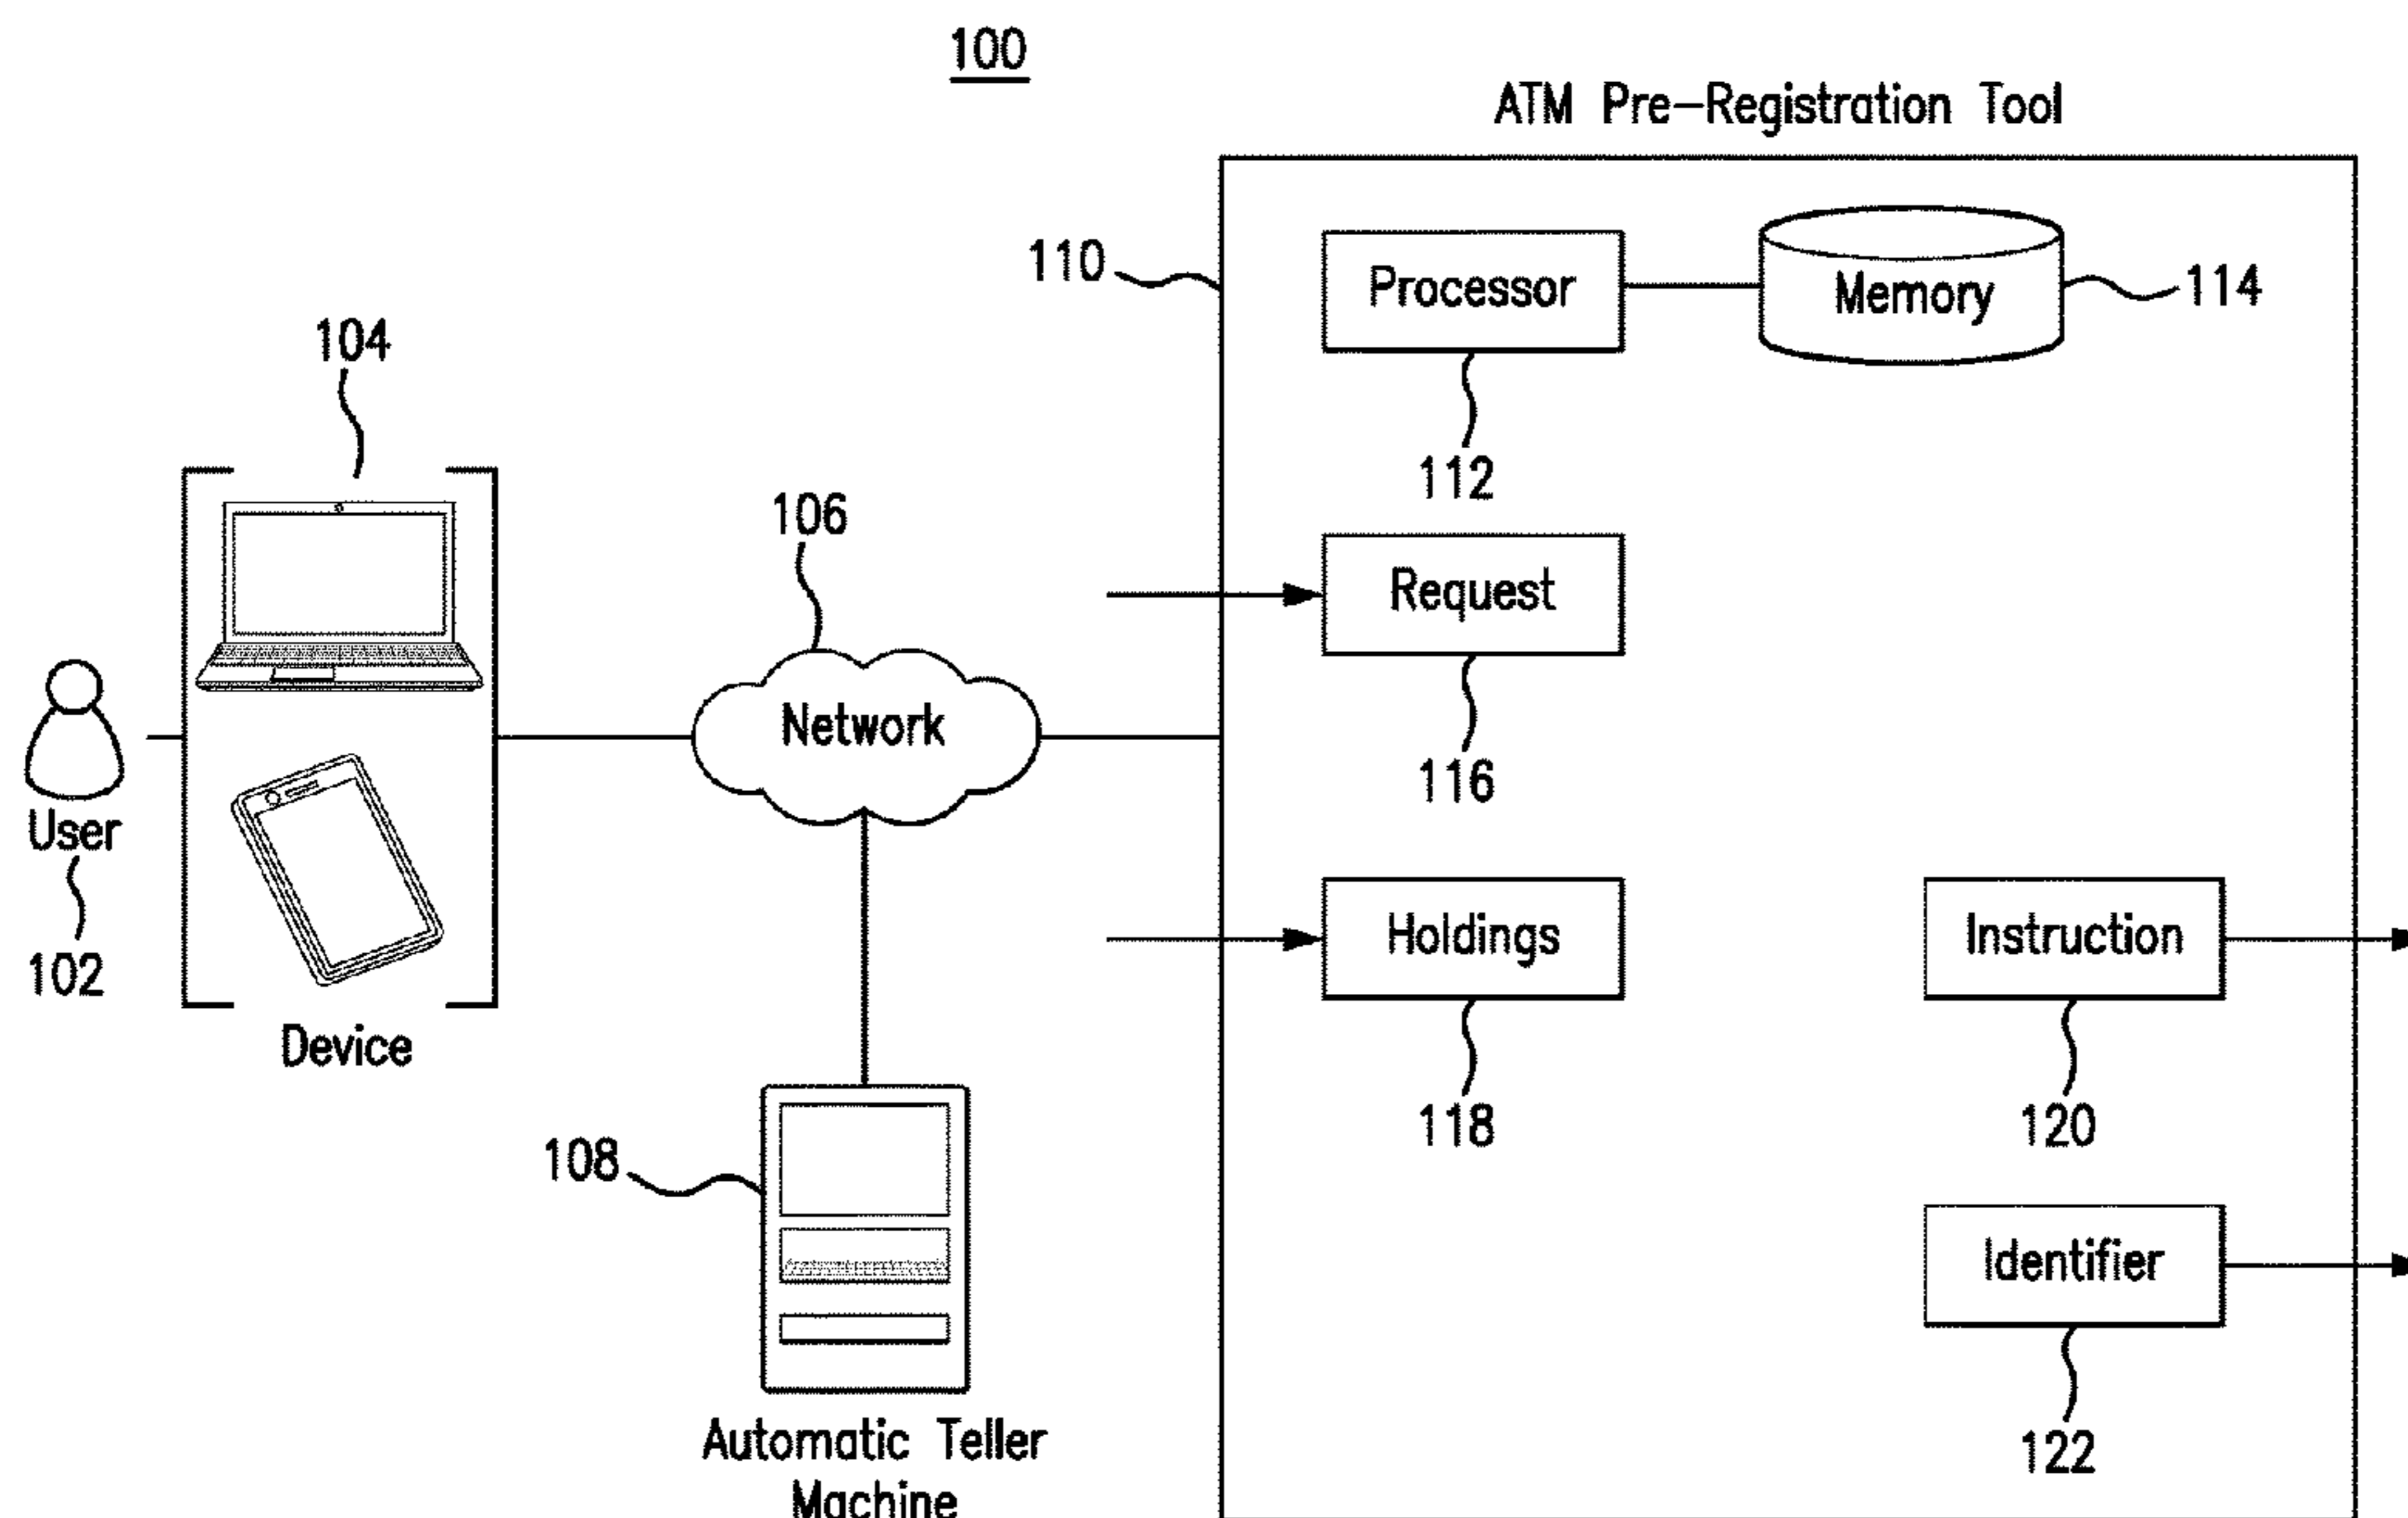 100
ATM Pre-Registration Tool
110
Processor
Memory
114
104
112
106
Request
Network
116
User
102
Holdings
Instruction
Device
118
120
108
Identifier
Automatic Teller
Machine
122